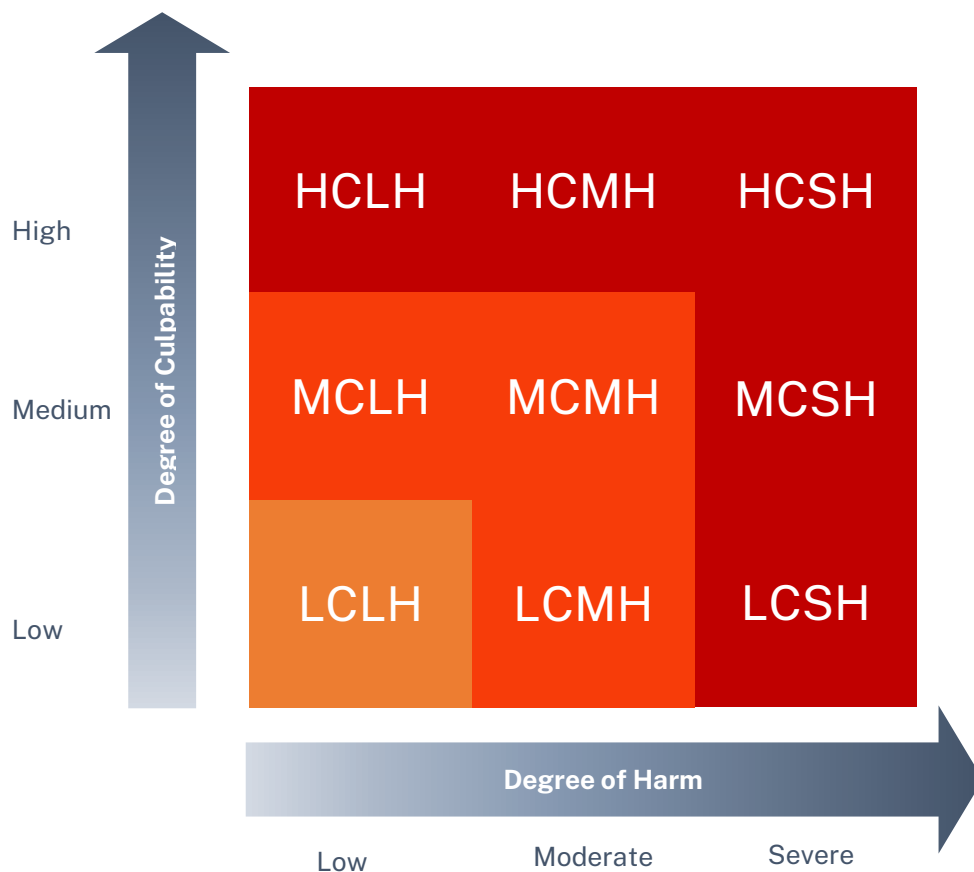 HCLH HCMH HCSH
High
Degree of Culpability
MCLH MCMH MCSH
Medium
LCLH LCMH LCSH
Low
Degree of Harm
Low Moderate Severe